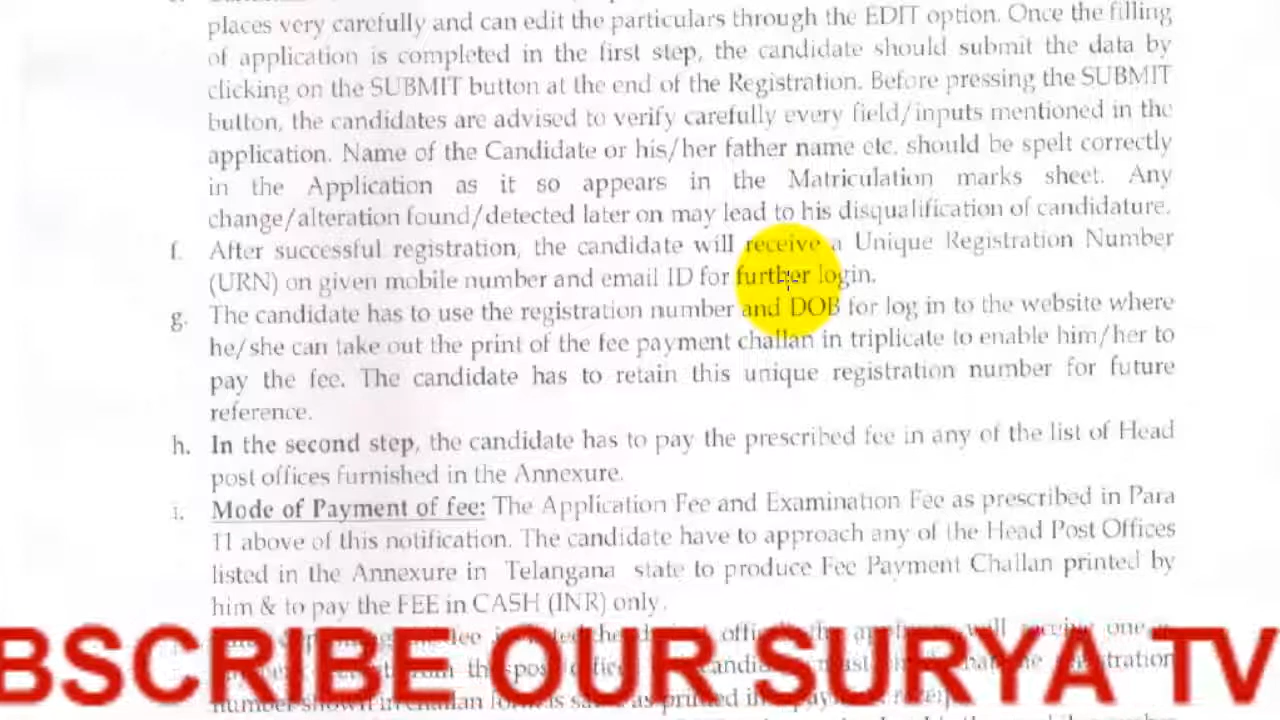 places very carefully and can edit the particulars through the EDIT option. Once the filling
of application is completed in the first step, the candidate should submit the data by
clicking on the SUBMIT button at the end of the Registration. Before pressing the SUBMIT
button, the candidates are advised to verify carefully every field/inputs mentioned in the
application. Name of the Candidate or his/her father name etc. should be spelt correctly
in the Application as it so appears in the Matriculation marks sheet. Any
change/alteration found/detected later on may lead to his disqualification of candidature.
f. After successful registration, the candidate will receive a Unique Registration Number
(URN) on given mobile number and email ID for further login.
g. The candidate has to use the registration number and DOB for log in to the website where
he/she can take out the print of the fee payment challan in triplicate to enable him/her to
pay the fee. The candidate has to retain this unique registration number for future
reference.
h. In the second step, the candidate has to pay the prescribed fee in any of the list of Head
post offices furnished in the Annexure.
i. Mode of Payment of fee: The Application Fee and Examination Fee as prescribed in Para
11 above of this notification. The candidate have to approach any of the Head Post Offices
listed in the Annexure in Telangana state to produce Fee Payment Challan printed by
him & to pay the FEE in CASH (INR) only.
will receive one
BSCRIBE OUR SURYA TV
number shown in challan form is as printed in